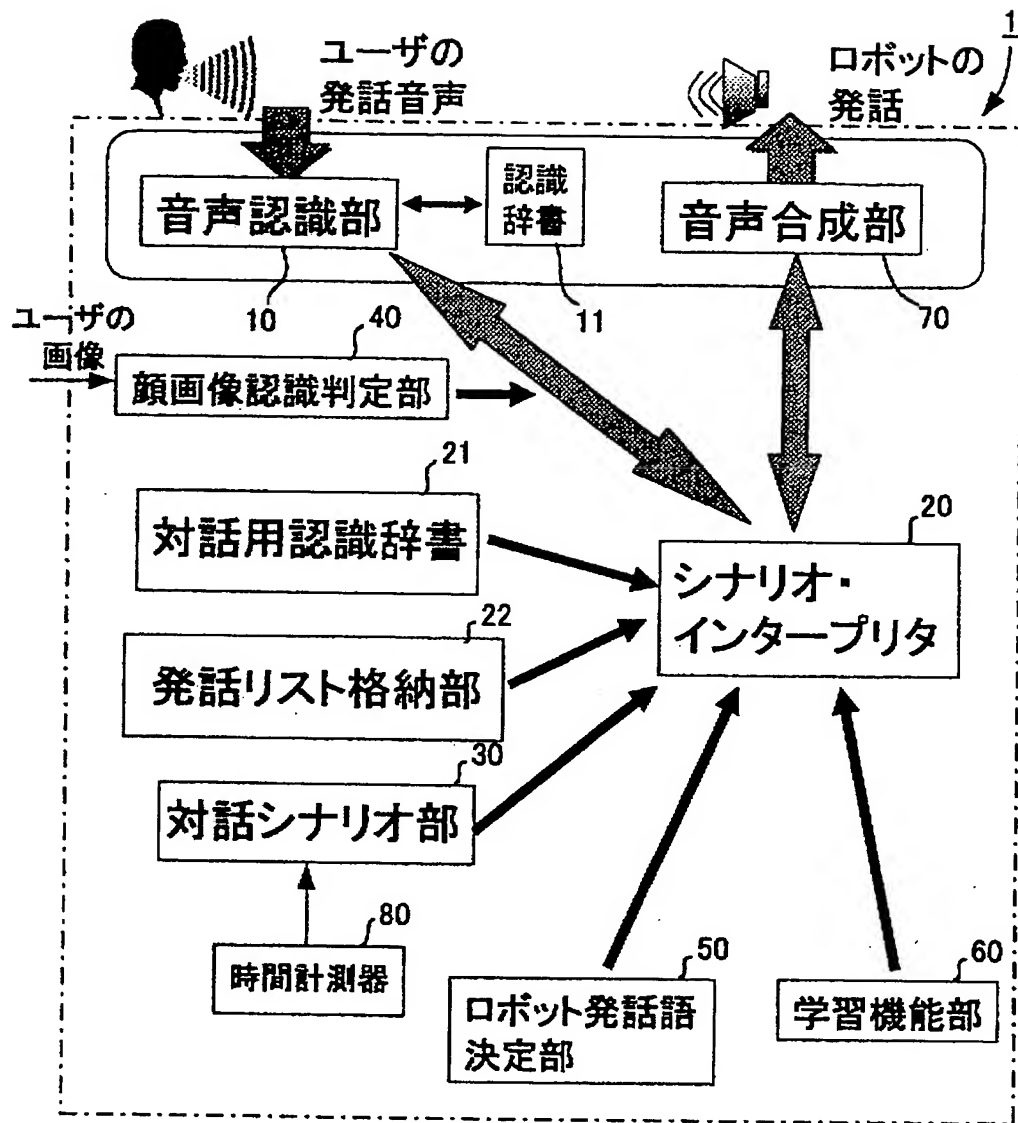 1
ユーザの
発話音声
ロボットの
発話
音声認識部
認識
辞書
音声合成部
10
11
70
ユーザの
画像
40
顔画像認識判定部
21
対話用認識辞書
20
シナリオ・
インタープリタ
22
発話リスト格納部
30
対話シナリオ部
80
時間計測器
50
ロボット発話語
決定部
60
学習機能部